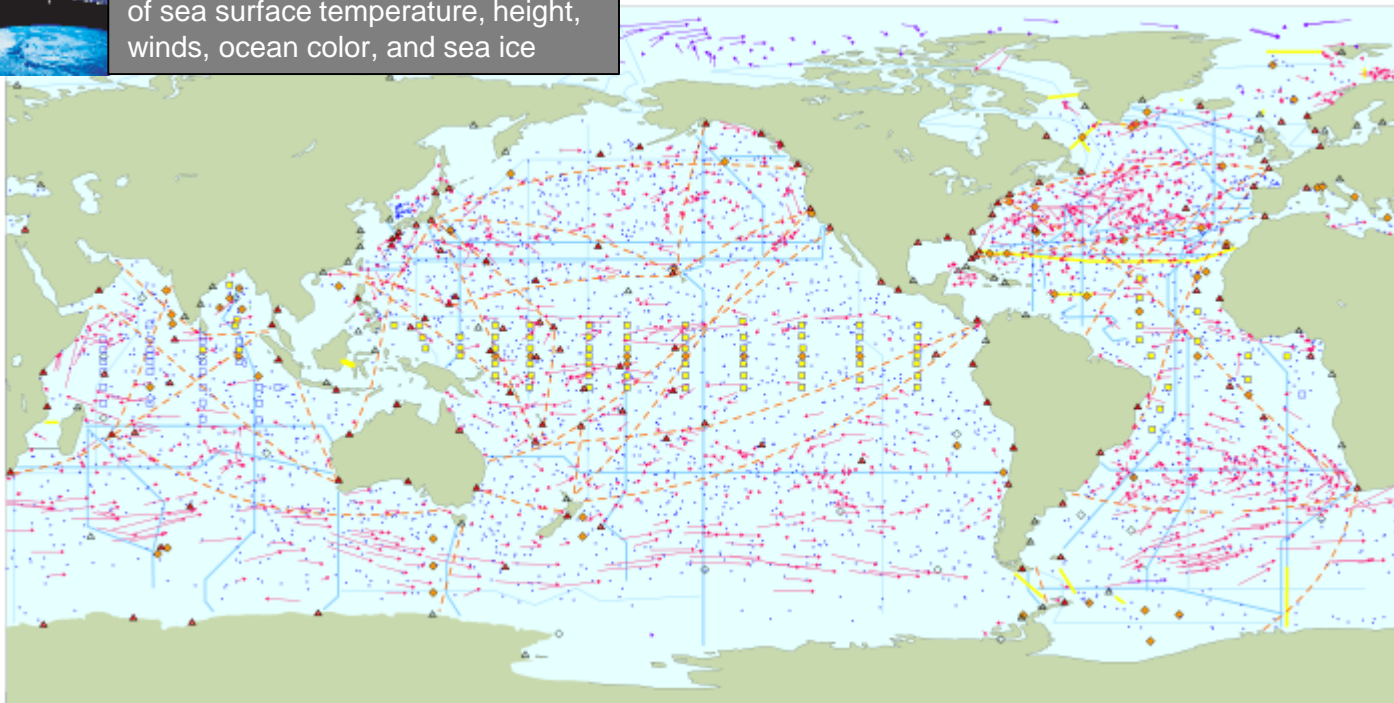 of sea surface temperature, height,
winds, ocean color, and sea ice